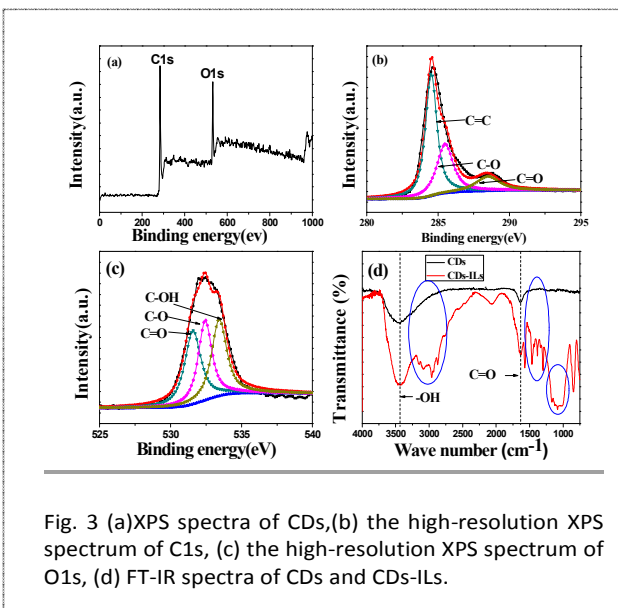 (a)
C1s
O1s
Intensity(a.u.)
0 200 400 600 800 1000
Binding energy(ev)
(b)
C=C
C-O
C=O
Intensity(a.u.)
280 285 290 295
Binding energy(eV)
(c)
C-OH
C-O
C=O
Intensity(a.u.)
525 530 535 540
Binding energy(eV)
(d)
CDs
CDs-ILs
C=O
-OH
Transmittance (%)
4000 3500 3000 2500 2000 1500 1000
Wave number (cm⁻¹)
Fig. 3 (a)XPS spectra of CDs,(b) the high-resolution XPS
spectrum of C1s, (c) the high-resolution XPS spectrum of
O1s, (d) FT-IR spectra of CDs and CDs-ILs.